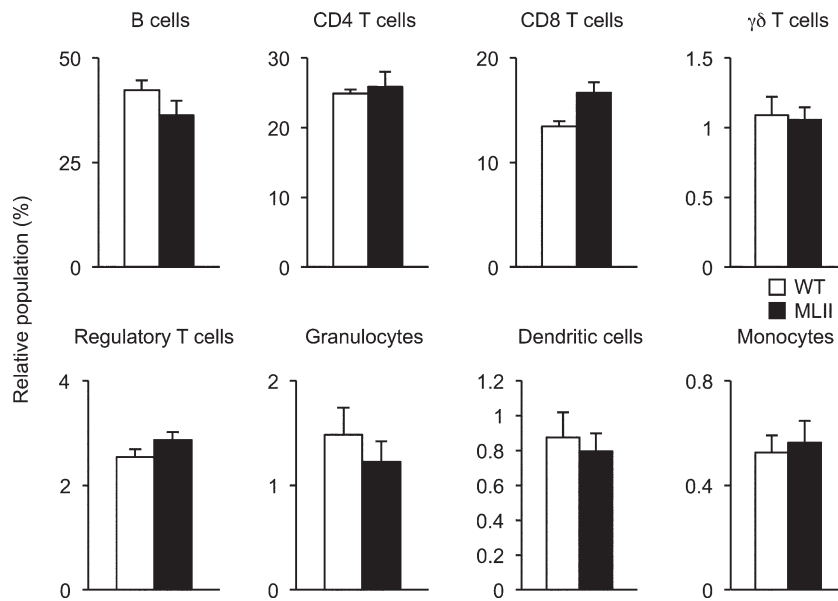 B cells
CD4 T cells
CD8 T cells
γδ T cells
Relative population (%)
50
25
0
30
20
10
0
20
10
0
1.5
1
0.5
0
WT
MLII
Regulatory T cells
Granulocytes
Dendritic cells
Monocytes
4
2
0
2
1
0
1.2
1
0.8
0.6
0.4
0.2
0
0.8
0.4
0